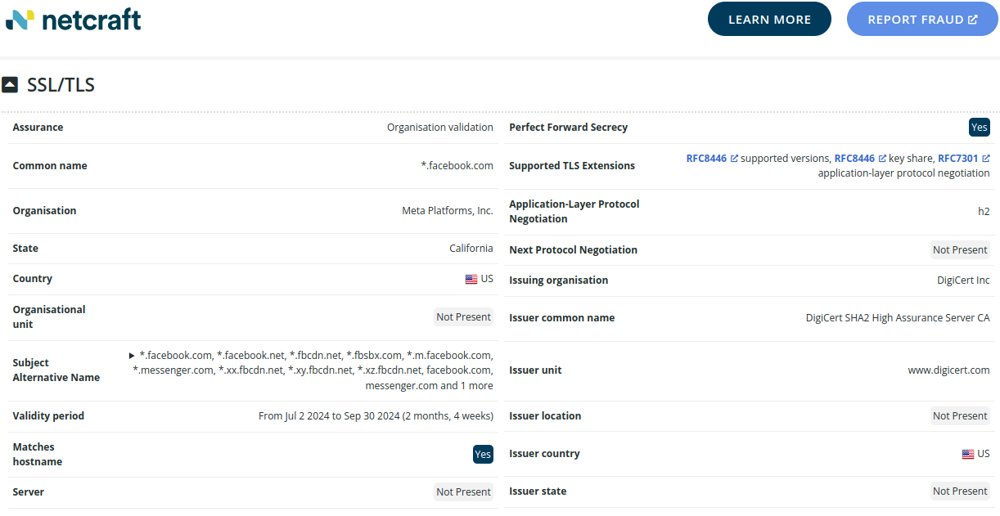 netcraft
LEARN MORE
REPORT FRAUD
SSL/TLS
Assurance
Organisation validation
Common name
*.facebook.com
Organisation
Meta Platforms, Inc.
State
California
Country
US
Organisational
unit
Not Present
Subject
Alternative Name
*.facebook.com, *.facebook.net, *.fbcdn.net, *.fbsbx.com, *.m.facebook.com,
*.messenger.com, *.xx.fbcdn.net, *.xy.fbcdn.net, *.xz.fbcdn.net, facebook.com,
messenger.com and 1 more
Validity period
From Jul 2 2024 to Sep 30 2024 (2 months, 4 weeks)
Matches
hostname
Yes
Server
Not Present
Perfect Forward Secrecy
Yes
Supported TLS Extensions
RFC8446 supported versions, RFC8446 key share, RFC7301
application-layer protocol negotiation
Application-Layer Protocol
Negotiation
h2
Next Protocol Negotiation
Not Present
Issuing organisation
DigiCert Inc
Issuer common name
DigiCert SHA2 High Assurance Server CA
Issuer unit
www.digicert.com
Issuer location
Not Present
Issuer country
US
Issuer state
Not Present